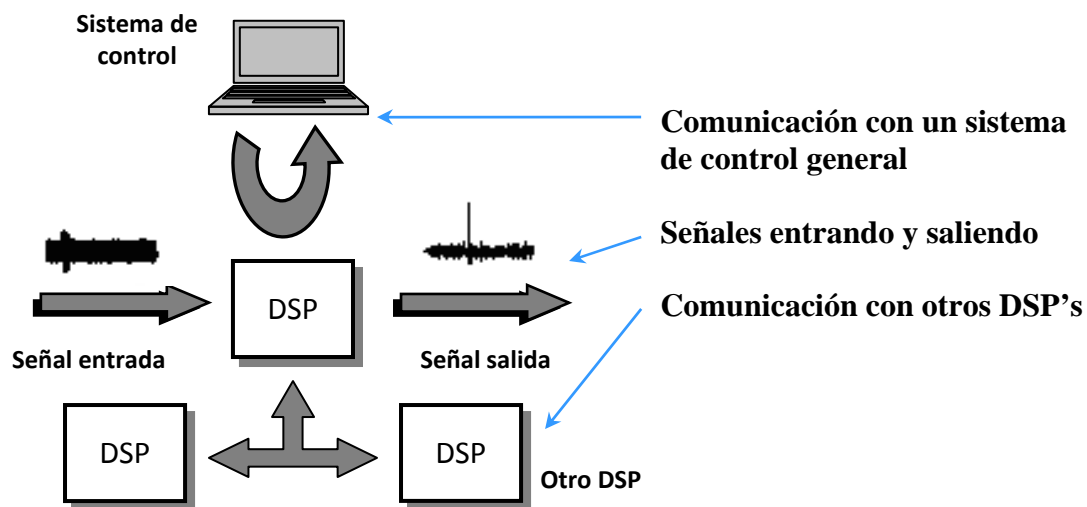 Sistema de
control
Comunicación con un sistema
de control general
Señales entrando y saliendo
DSP
Comunicación con otros DSP's
Señal entrada
Señal salida
DSP
DSP
Otro DSP